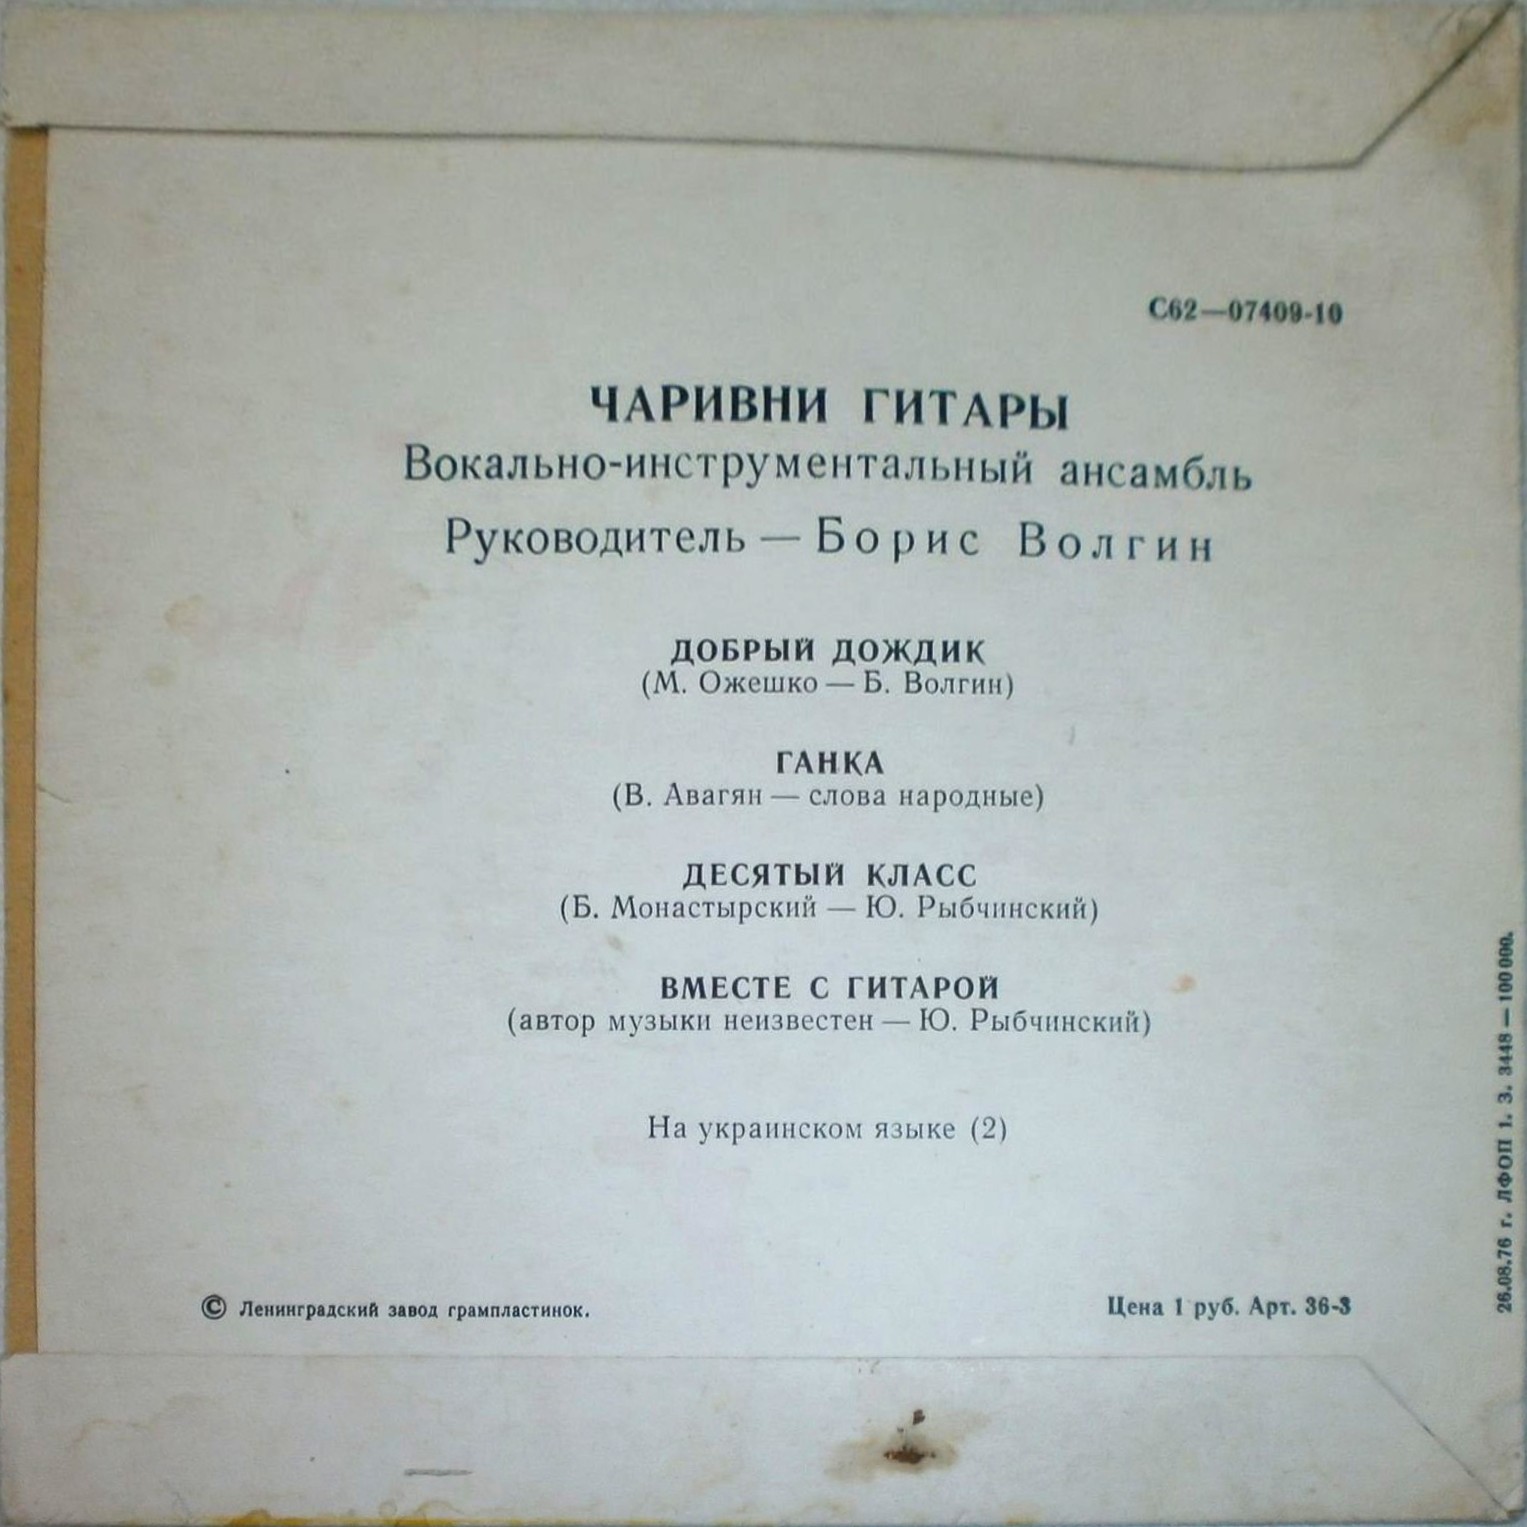 С62—07409-10
ЧАРИВНИ ГИТАРЫ
Вокально-инструментальный ансамбль
Руководитель — Борис Волгин
ДОБРЫЙ ДОЖДИК
(М. Ожешко — Б. Волгин)
ГАНКА
(В. Авагян — слова народные)
ДЕСЯТЫЙ КЛАСС
(Б. Монастырский — Ю. Рыбчинский)
ВМЕСТЕ С ГИТАРОЙ
(автор музыки неизвестен — Ю. Рыбчинский)
На украинском языке (2)
© Ленинградский завод грампластинок.
Цена 1 руб. Арт. 36-3
26.08.76 г. ЛФОП 1. З. 3448 — 100 000.